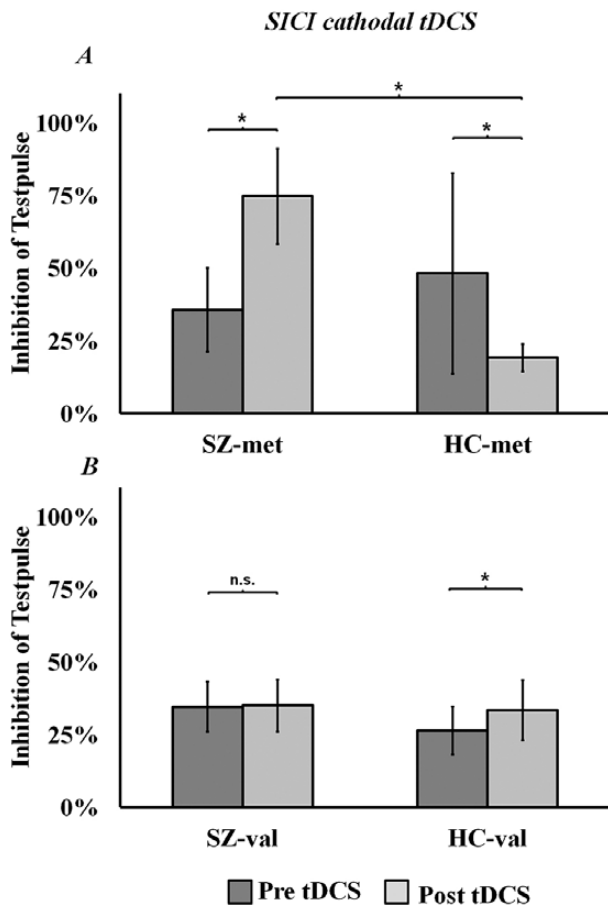 SICI cathodal tDCS
A
Inhibition of Testpulse
100%
75%
50%
25%
0%
*
*
*
SZ-met
HC-met
B
Inhibition of Testpulse
100%
75%
50%
25%
0%
n.s.
*
SZ-val
HC-val
Pre tDCS
Post tDCS